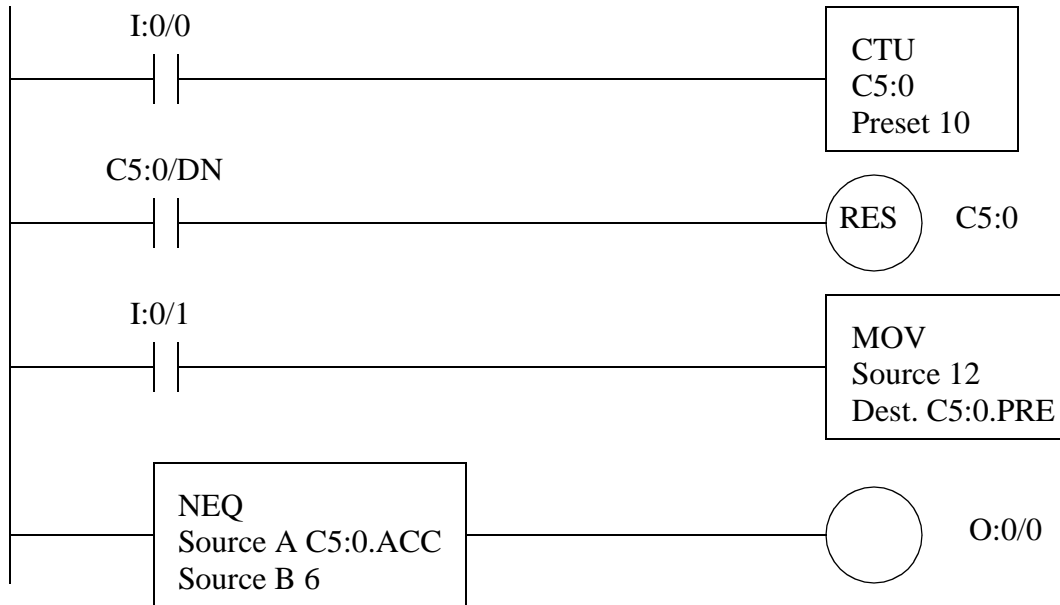 I:0/0
CTU
C5:0
Preset 10
C5:0/DN
RES
C5:0
I:0/1
MOV
Source 12
Dest. C5:0.PRE
NEQ
Source A C5:0.ACC
Source B 6
O:0/0